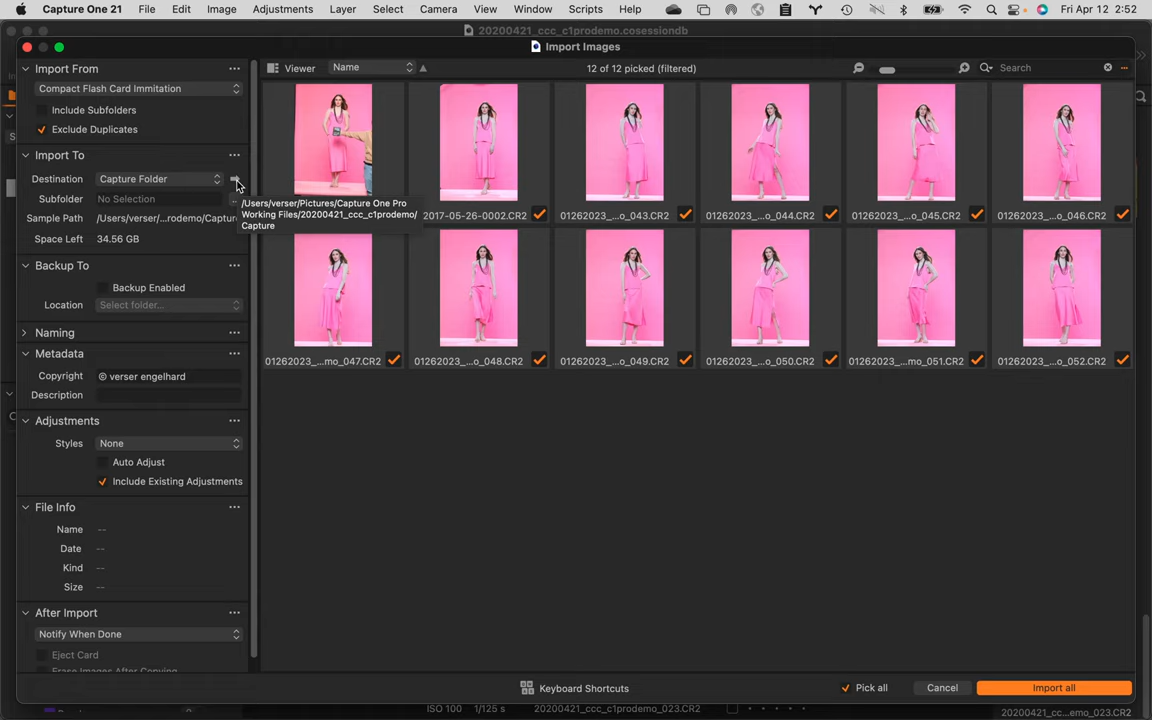 Capture One 21 File Edit Image Adjustments Layer Select Camera View Window Scripts Help Fri Apr 12 2:52
20200421_ccc_c1prodemo.cosessiondb
Import Images
Import From
Compact Flash Card Immitation
Include Subfolders
Exclude Duplicates
Import To
Destination Capture Folder
Subfolder No Selection
Sample Path /Users/verser/...rodemo/Capture
Space Left 34.56 GB
/Users/verser/Pictures/Capture One Pro
Working Files/20200421_ccc_c1prodemo/
Capture
Backup To
Backup Enabled
Location Select folder...
Naming
Metadata
Copyright © verser engelhard
Description
Adjustments
Styles None
Auto Adjust
Include Existing Adjustments
File Info
Name --
Date --
Kind --
Size --
After Import
Notify When Done
Eject Card
Erase Images After Copying
Viewer Name 12 of 12 picked (filtered) Search
2017-05-26-0002.CR2 01262023_...o_043.CR2 01262023_...o_044.CR2 01262023_...o_045.CR2 01262023_...o_046.CR2
01262023_...mo_047.CR2 01262023_...o_048.CR2 01262023_...o_049.CR2 01262023_...o_050.CR2 01262023_...mo_051.CR2 01262023_...o_052.CR2
Keyboard Shortcuts Pick all Cancel Import all
ISO 100 1/125 s 20200421_ccc_c1prodemo_023.CR2 20200421_cc...emo_023.CR2